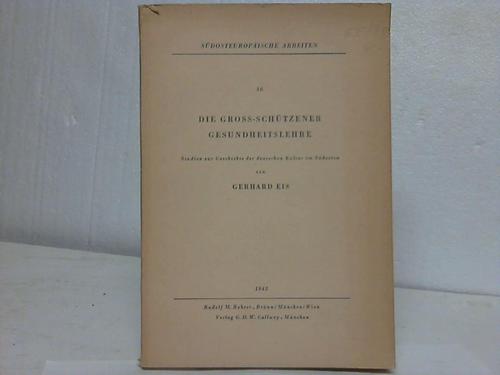 SÜDOSTEUROPÄISCHE ARBEITEN
36
DIE GROSS-SCHÜTZENER
GESUNDHEITSLEHRE
Studien zur Geschichte der deutschen Kultur im Südosten
von
GERHARD EIS
1943
Rudolf M. Rohrer, Brünn/München/Wien
Verlag G.D.W. Callwey, München